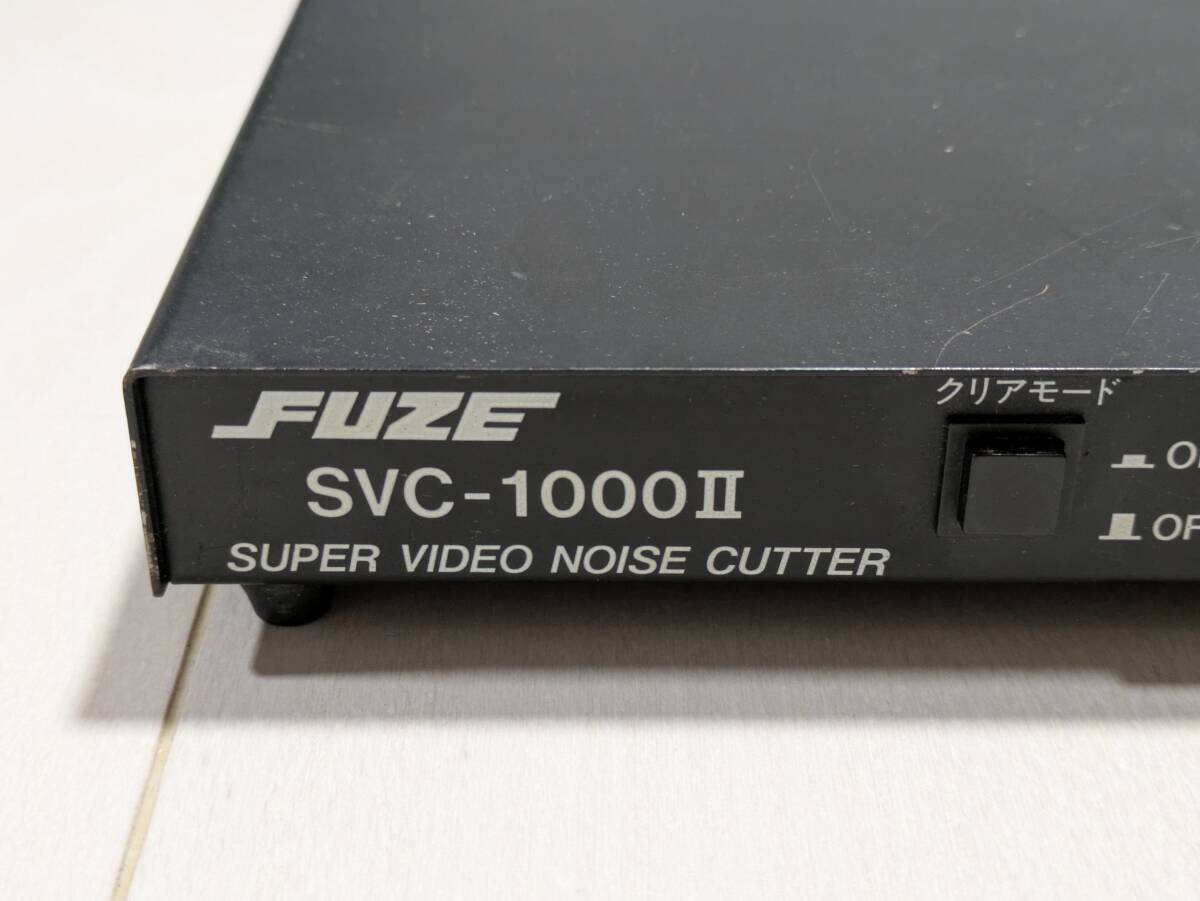 FUZE
SVC-1000II
SUPER VIDEO NOISE CUTTER
クリアモード